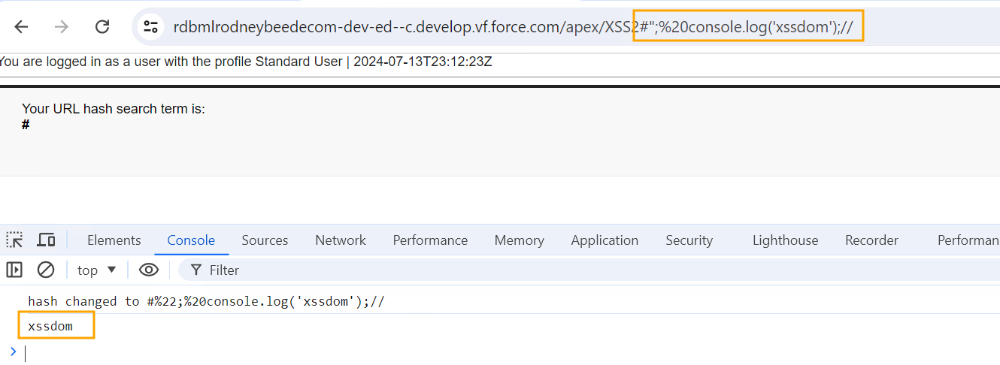 rdbmlrodneybeedecom-dev-ed--c.develop.vf.force.com/apex/XSS2#";%20console.log('xssdom');//
You are logged in as a user with the profile Standard User | 2024-07-13T23:12:23Z
Your URL hash search term is:
#
Elements Console Sources Network Performance Memory Application Security Lighthouse Recorder Performan
top Filter
hash changed to #%22;%20console.log('xssdom');//
xssdom